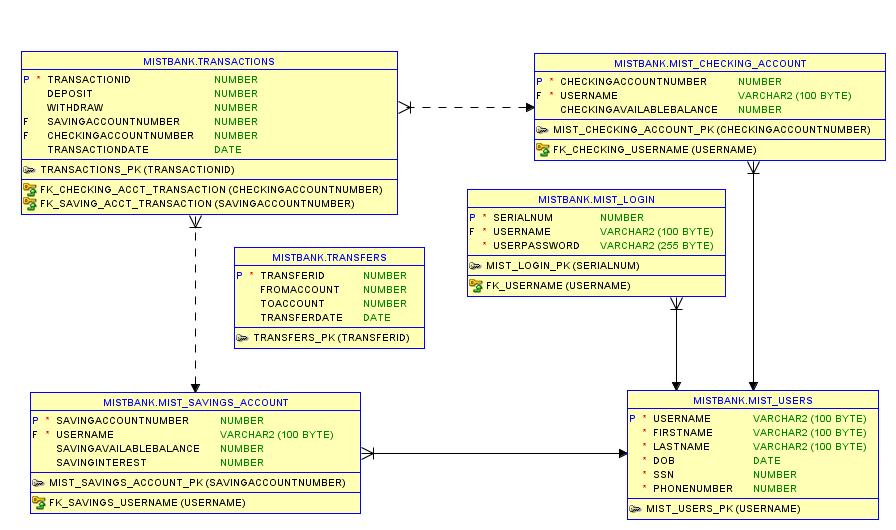 MISTBANK.TRANSACTIONS
P * TRANSACTIONID NUMBER
DEPOSIT NUMBER
WITHDRAW NUMBER
F SAVINGACCOUNTNUMBER NUMBER
F CHECKINGACCOUNTNUMBER NUMBER
TRANSACTIONDATE DATE
TRANSACTIONS_PK (TRANSACTIONID)
FK_CHECKING_ACCT_TRANSACTION (CHECKINGACCOUNTNUMBER)
FK_SAVING_ACCT_TRANSACTION (SAVINGACCOUNTNUMBER)
MISTBANK.MIST_CHECKING_ACCOUNT
P * CHECKINGACCOUNTNUMBER NUMBER
F * USERNAME VARCHAR2 (100 BYTE)
CHECKINGAVAILABLEBALANCE NUMBER
MIST_CHECKING_ACCOUNT_PK (CHECKINGACCOUNTNUMBER)
FK_CHECKING_USERNAME (USERNAME)
MISTBANK.MIST_LOGIN
P * SERIALNUM NUMBER
F * USERNAME VARCHAR2 (100 BYTE)
* USERPASSWORD VARCHAR2 (255 BYTE)
MIST_LOGIN_PK (SERIALNUM)
FK_USERNAME (USERNAME)
MISTBANK.TRANSFERS
P * TRANSFERID NUMBER
FROMACCOUNT NUMBER
TOACCOUNT NUMBER
TRANSFERDATE DATE
TRANSFERS_PK (TRANSFERID)
MISTBANK.MIST_SAVINGS_ACCOUNT
P * SAVINGACCOUNTNUMBER NUMBER
F * USERNAME VARCHAR2 (100 BYTE)
SAVINGAVAILABLEBALANCE NUMBER
SAVINGINTEREST NUMBER
MIST_SAVINGS_ACCOUNT_PK (SAVINGACCOUNTNUMBER)
FK_SAVINGS_USERNAME (USERNAME)
MISTBANK.MIST_USERS
P * USERNAME VARCHAR2 (100 BYTE)
* FIRSTNAME VARCHAR2 (100 BYTE)
* LASTNAME VARCHAR2 (100 BYTE)
* DOB DATE
* SSN NUMBER
* PHONENUMBER NUMBER
MIST_USERS_PK (USERNAME)